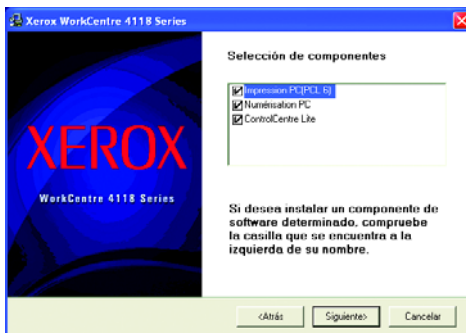 Xerox WorkCentre 4118 Series
Selección de componentes
Impression PC(PCL 6)
Numérisation PC
ControlCentre Lite
XEROX
WorkCentre 4118 Series
Si desea instalar un componente de
software determinado, compruebe
la casilla que se encuentra a la
izquierda de su nombre.
<Atrás
Siguiente>
Cancelar